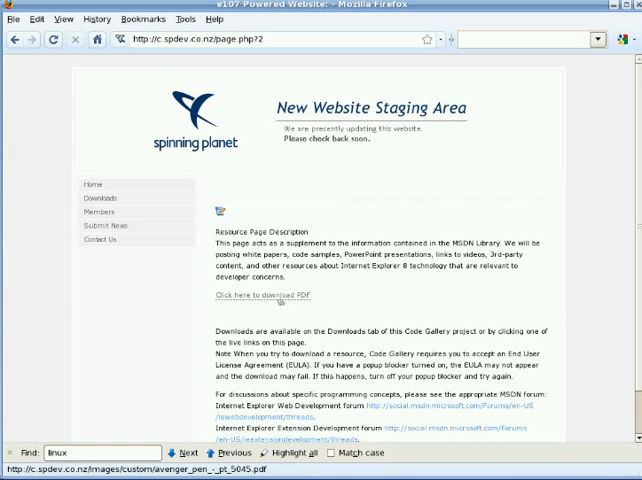 e107 Powered Website: - Mozilla Firefox
File Edit View History Bookmarks Tools Help
http://c.spdev.co.nz/page.php?2
spinning planet
New Website Staging Area
We are presently updating this website.
Please check back soon.
Home
Downloads
Members
Submit News
Contact Us
Resource Page Description
This page acts as a supplement to the information contained in the MSDN Library. We will be
posting white papers, code samples, PowerPoint presentations, links to videos, 3rd-party
content, and other resources about Internet Explorer 8 technology that are relevant to
developer concerns.
Click here to download PDF
Downloads are available on the Downloads tab of this Code Gallery project or by clicking one of
the live links on this page.
Note When you try to download a resource, Code Gallery requires you to accept an End User
License Agreement (EULA). If you have a popup blocker enabled, the EULA may not appear
and the download may fail. If this happens, turn off your popup blocker and try again.
For discussions about specific programming concepts, please see the appropriate MSDN forum:
Internet Explorer Web Development forum http://social.msdn.microsoft.com/Forums/en-US
/iewebdevelopment/threads.
Internet Explorer Extension Development forum http://social.msdn.microsoft.com/Forums
/en-US/ieextensiondevelopment/threads.
Find: linux Next Previous Highlight all Match case
http://c.spdev.co.nz/images/custom/avenger_pen_-_pt_5045.pdf